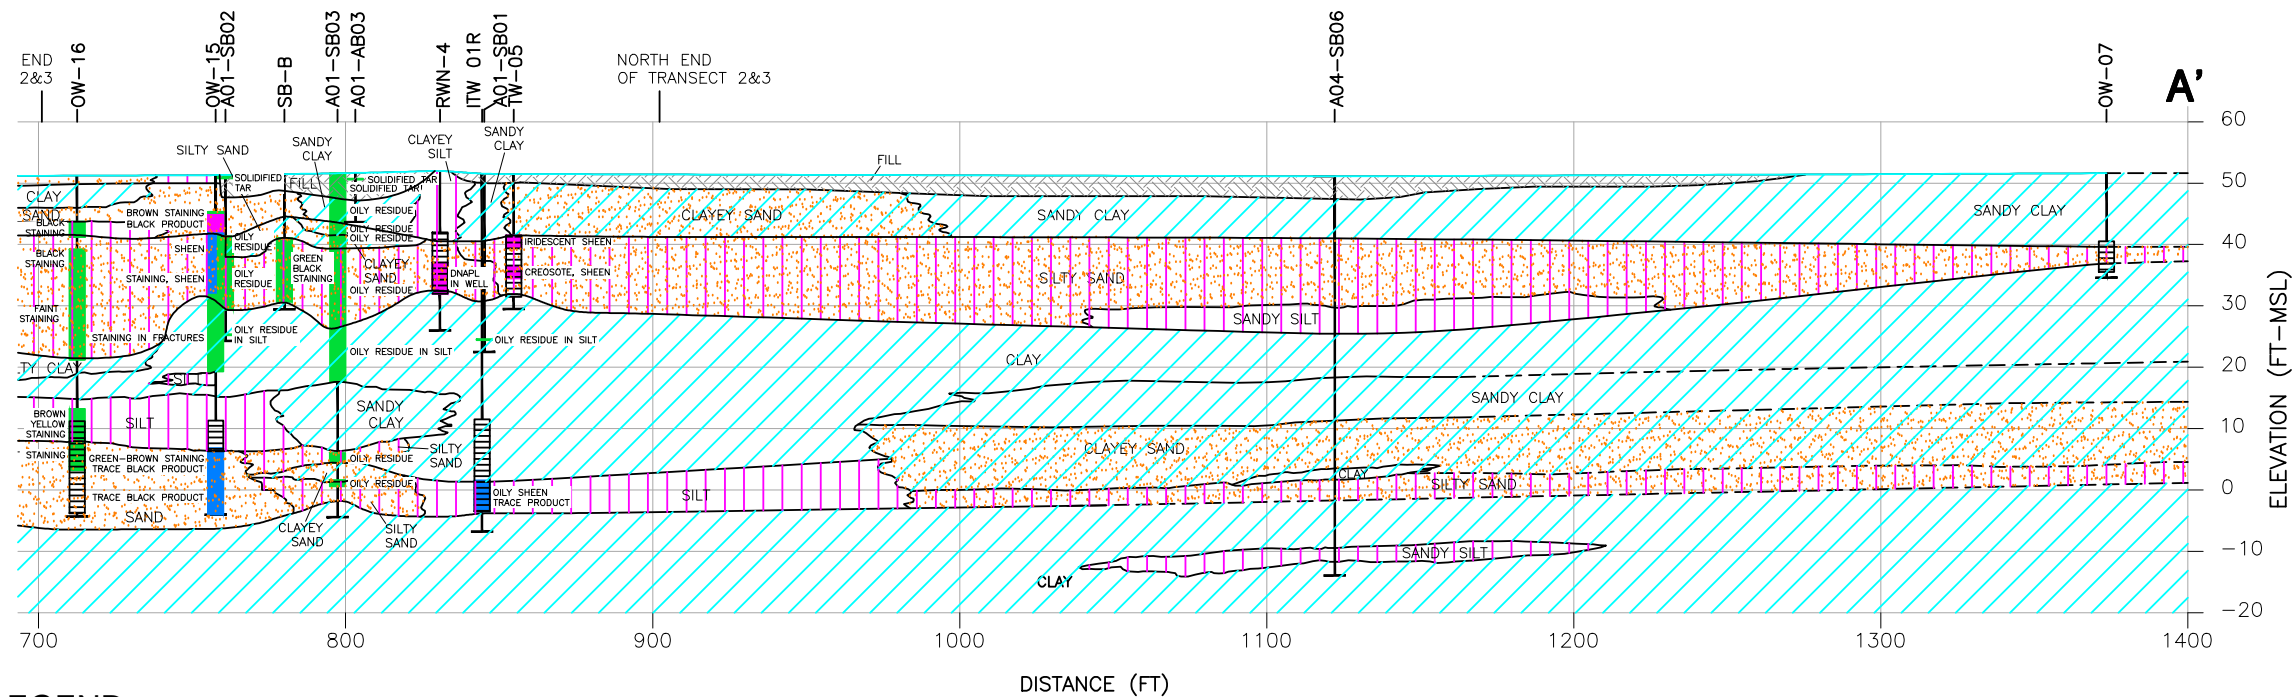 END
2&3
OW-16
OW-15
A01-SB02
SB-B
A01-SB03
A01-AB03
RWN-4
ITW 01R
A01-SB01
TW-05
NORTH END
OF TRANSECT 2&3
A04-SB06
OW-07
A'
SILTY SAND
SANDY
CLAY
CLAYEY
SILT
SANDY
CLAY
FILL
60
50
40
30
20
10
0
-10
-20
ELEVATION (FT-MSL)
CLAY
SAND
BLACK
STAINING
BLACK
STAINING
FAINT
STAINING
TY CLAY
BROWN
YELLOW
STAINING
STAINING
BROWN STAINING
BLACK PRODUCT
SHEEN
STAINING, SHEEN
STAINING IN FRACTURES
SILT
SILT
GREEN-BROWN STAINING
TRACE BLACK PRODUCT
TRACE BLACK PRODUCT
SAND
SOLIDIFIED
TAR
FILL
OILY
RESIDUE
OILY
RESIDUE
OILY RESIDUE
IN SILT
GREEN
BLACK
STAINING
SOLIDIFIED TAR
SOLIDIFIED TAR
OILY RESIDUE
OILY RESIDUE
OILY RESIDUE
CLAYEY
SAND
OILY RESIDUE
OILY RESIDUE IN SILT
SANDY
CLAY
SILTY
SAND
OILY RESIDUE
OILY RESIDUE
CLAYEY
SAND
SILTY
SAND
DNAPL
IN WELL
IRIDESCENT SHEEN
CREOSOTE, SHEEN
OILY RESIDUE IN SILT
OILY SHEEN
TRACE PRODUCT
CLAYEY SAND
SANDY CLAY
SANDY CLAY
SILTY SAND
SANDY SILT
CLAY
SANDY CLAY
CLAYEY SAND
CLAY
SILTY SAND
SILT
SANDY SILT
CLAY
700
800
900
1000
1100
1200
1300
1400
DISTANCE (FT)